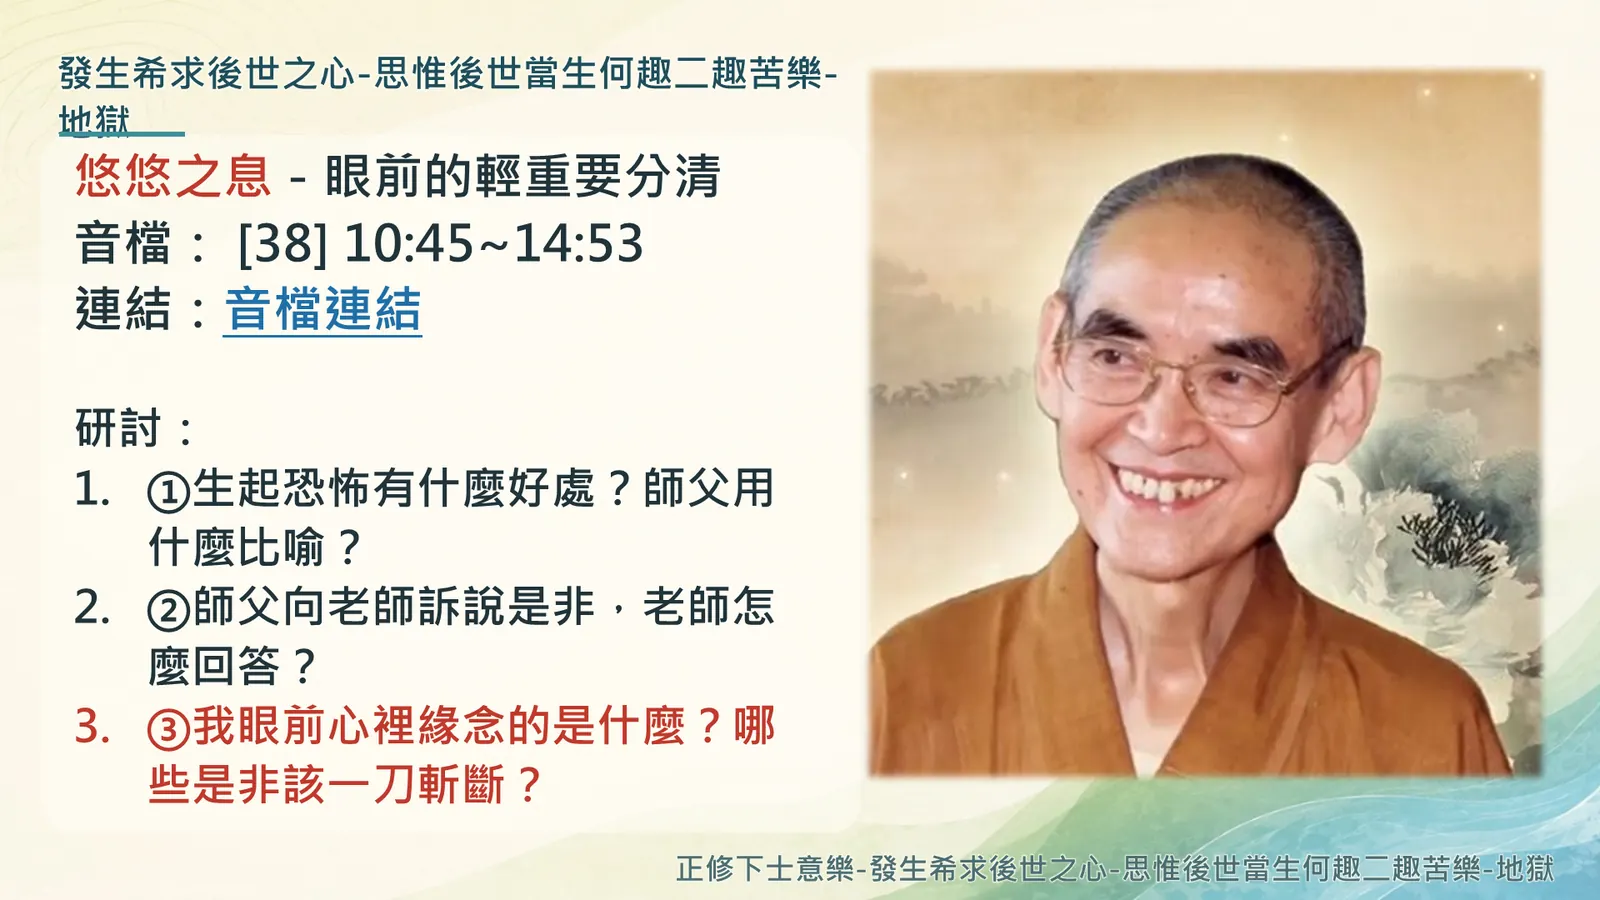 發生希求後世之心-思惟後世當生何趣二趣苦樂-
地獄
悠悠之息 - 眼前的輕重要分清
音檔： [38] 10:45~14:53
連結：音檔連結
研討：
1. ①生起恐怖有什麼好處？師父用
什麼比喻？
2. ②師父向老師訴說是非，老師怎
麼回答？
3. ③我眼前心裡緣念的是什麼？哪
些是非該一刀斬斷？
正修下士意樂-發生希求後世之心-思惟後世當生何趣二趣苦樂-地獄